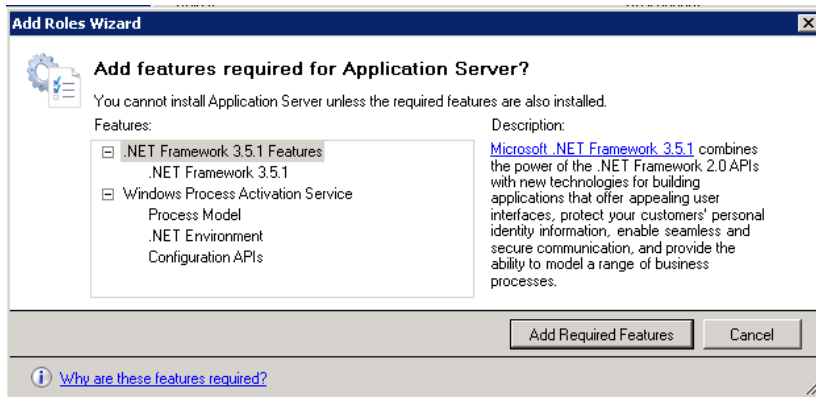 Add Roles Wizard
Add features required for Application Server?
You cannot install Application Server unless the required features are also installed.
Features:
.NET Framework 3.5.1 Features
.NET Framework 3.5.1
Windows Process Activation Service
Process Model
.NET Environment
Configuration APIs
Description:
Microsoft .NET Framework 3.5.1 combines
the power of the .NET Framework 2.0 APIs
with new technologies for building
applications that offer appealing user
interfaces, protect your customers' personal
identity information, enable seamless and
secure communication, and provide the
ability to model a range of business
processes.
Add Required Features
Cancel
Why are these features required?